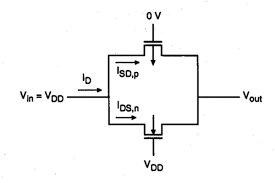 0 V
I_D
I_SD,p
V_in = V_DD
V_out
I_DS,n
V_DD